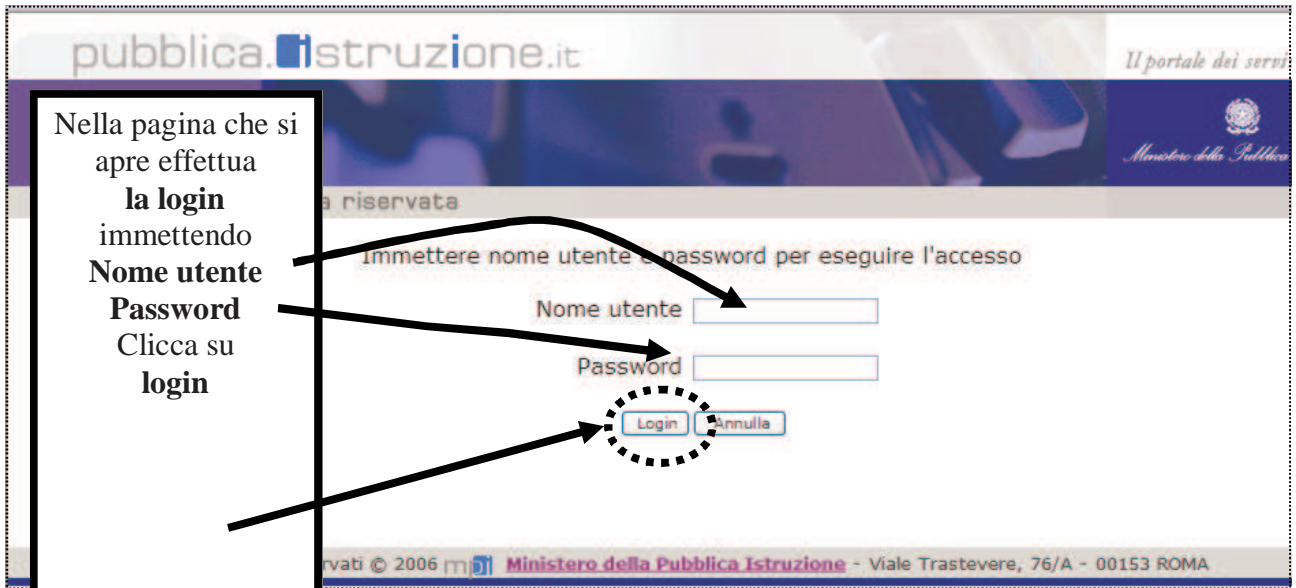 pubblica.istruzione.it
Il portale dei servi
Ministero della Pubblica
Nella pagina che si
apre effettua
la login
immettendo
Nome utente
Password
Clicca su
login
a riservata
Immettere nome utente e password per eseguire l'accesso
Nome utente
Password
Login Annulla
rvati © 2006 mpi Ministero della Pubblica Istruzione - Viale Trastevere, 76/A - 00153 ROMA